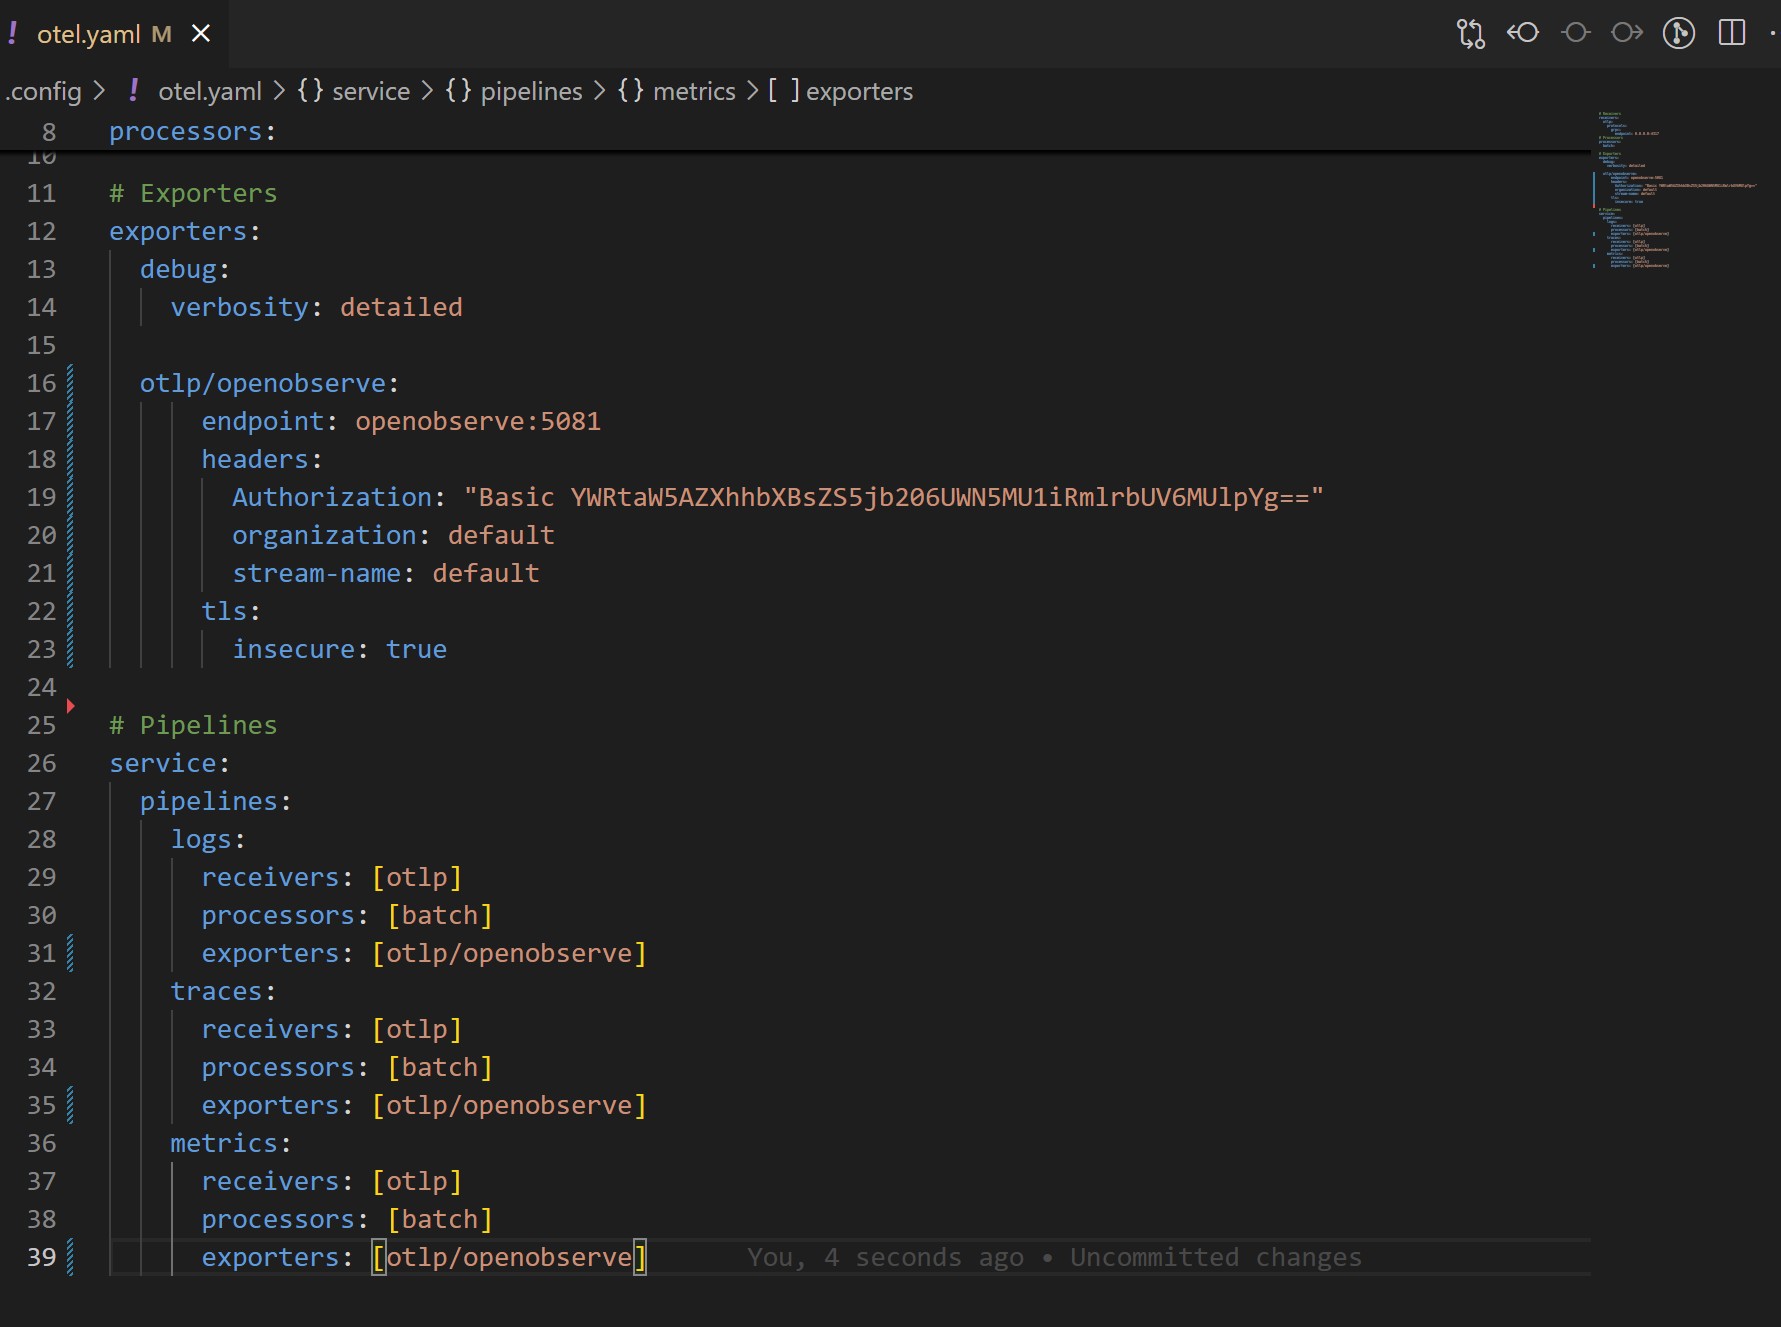 ! otel.yaml M
.config > ! otel.yaml > {} service > {} pipelines > {} metrics > [ ] exporters
8 processors:
10
11 # Exporters
12 exporters:
13 debug:
14 verbosity: detailed
15
16 otlp/openobserve:
17 endpoint: openobserve:5081
18 headers:
19 Authorization: "Basic YWRtaW5AZXhhbXBsZS5jb206UWN5MU1iRmlrbUV6MUlpYg=="
20 organization: default
21 stream-name: default
22 tls:
23 insecure: true
24
25 # Pipelines
26 service:
27 pipelines:
28 logs:
29 receivers: [otlp]
30 processors: [batch]
31 exporters: [otlp/openobserve]
32 traces:
33 receivers: [otlp]
34 processors: [batch]
35 exporters: [otlp/openobserve]
36 metrics:
37 receivers: [otlp]
38 processors: [batch]
39 exporters: [otlp/openobserve] You, 4 seconds ago • Uncommitted changes